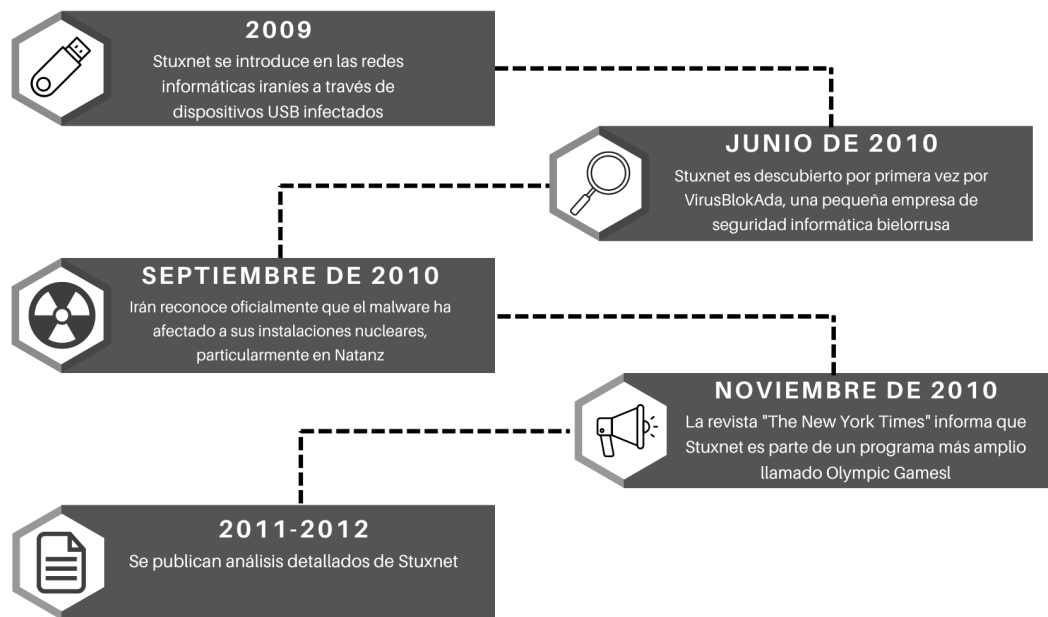 2009
Stuxnet se introduce en las redes
informáticas iraníes a través de
dispositivos USB infectados
JUNIO DE 2010
Stuxnet es descubierto por primera vez por
VirusBlokAda, una pequeña empresa de
seguridad informática bielorrusa
SEPTIEMBRE DE 2010
Irán reconoce oficialmente que el malware ha
afectado a sus instalaciones nucleares,
particularmente en Natanz
NOVIEMBRE DE 2010
La revista "The New York Times" informa que
Stuxnet es parte de un programa más amplio
llamado Olympic Gamesl
2011-2012
Se publican análisis detallados de Stuxnet